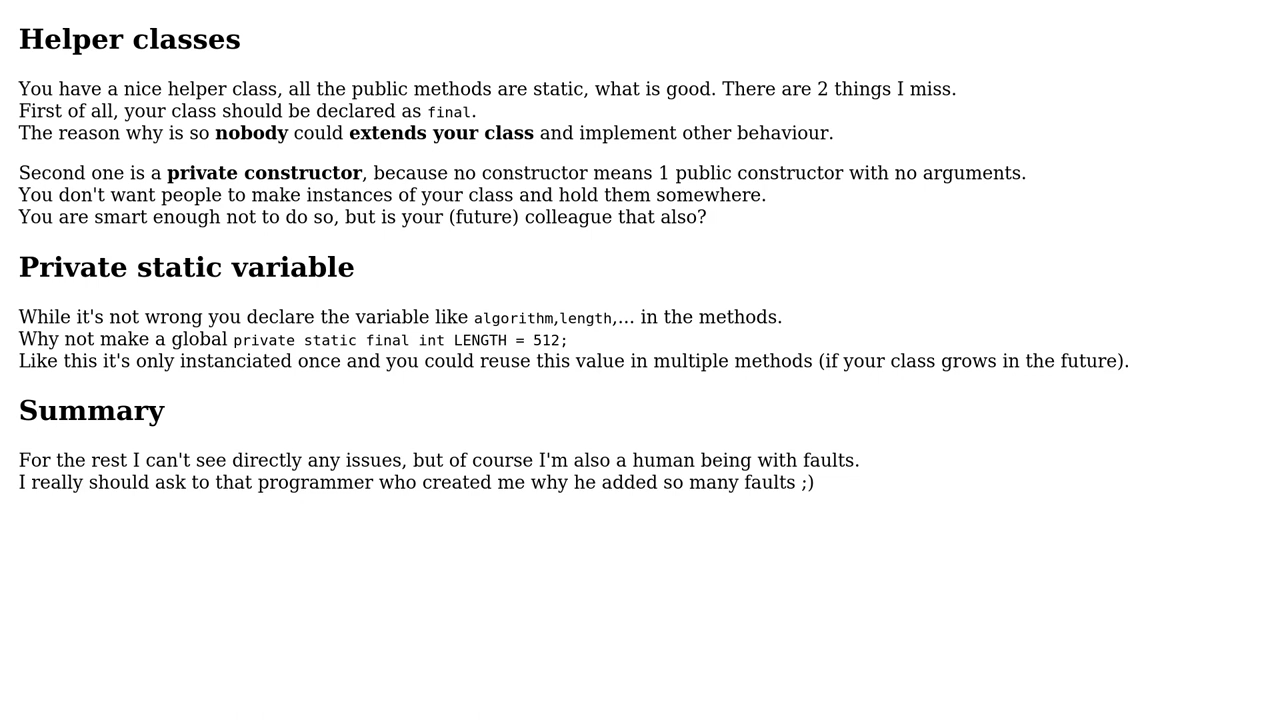 Helper classes
You have a nice helper class, all the public methods are static, what is good. There are 2 things I miss.
First of all, your class should be declared as final.
The reason why is so nobody could extends your class and implement other behaviour.
Second one is a private constructor, because no constructor means 1 public constructor with no arguments.
You don't want people to make instances of your class and hold them somewhere.
You are smart enough not to do so, but is your (future) colleague that also?
Private static variable
While it's not wrong you declare the variable like algorithm,length,... in the methods.
Why not make a global private static final int LENGTH = 512;
Like this it's only instanciated once and you could reuse this value in multiple methods (if your class grows in the future).
Summary
For the rest I can't see directly any issues, but of course I'm also a human being with faults.
I really should ask to that programmer who created me why he added so many faults ;)